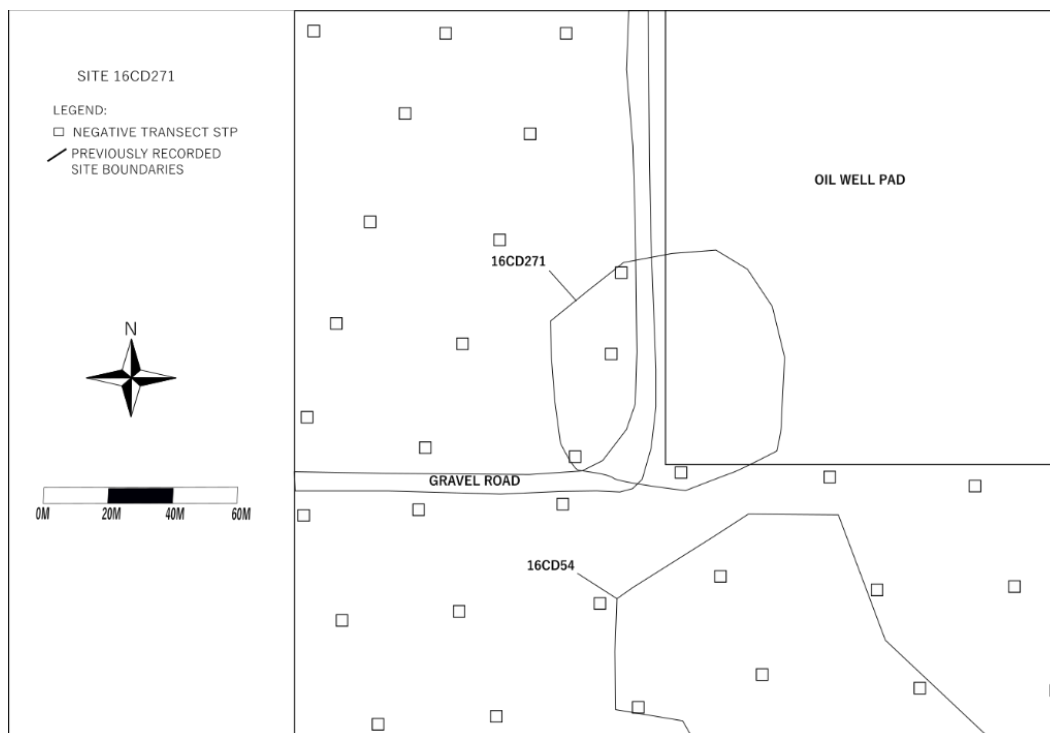 SITE 16CD271
LEGEND:
NEGATIVE TRANSECT STP
PREVIOUSLY RECORDED
SITE BOUNDARIES
OIL WELL PAD
16CD271
N
GRAVEL ROAD
0M 20M 40M 60M
16CD54